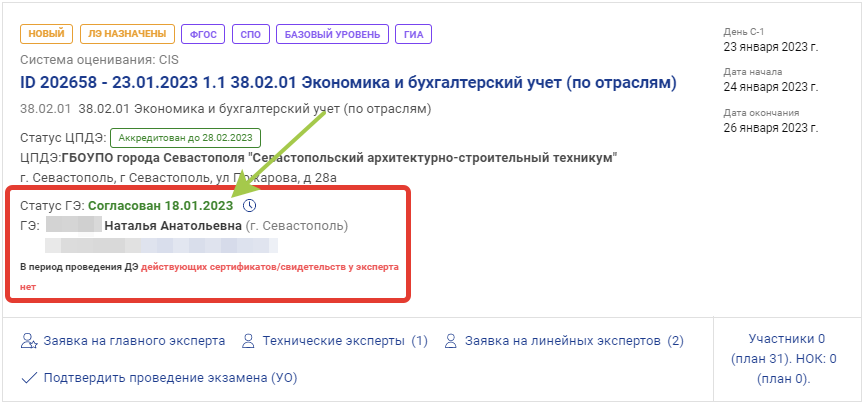 НОВЫЙ ЛЭ НАЗНАЧЕНЫ ФГОС СПО БАЗОВЫЙ УРОВЕНЬ ГИА
Система оценивания: CIS
ID 202658 - 23.01.2023 1.1 38.02.01 Экономика и бухгалтерский учет (по отраслям)
38.02.01 38.02.01 Экономика и бухгалтерский учет (по отраслям)
Статус ЦПДЭ: Аккредитован до 28.02.2023
ЦПДЭ:ГБОУПО города Севастополя "Севастопольский архитектурно-строительный техникум"
г. Севастополь, г Севастополь, ул Пожарова, д 28а
Статус ГЭ: Согласован 18.01.2023
ГЭ: Наталья Анатольевна (г. Севастополь)
В период проведения ДЭ действующих сертификатов/свидетельств у эксперта
нет
День С-1
23 января 2023 г.
Дата начала
24 января 2023 г.
Дата окончания
26 января 2023 г.
Заявка на главного эксперта Технические эксперты (1) Заявка на линейных экспертов (2)
Подтвердить проведение экзамена (УО)
Участники 0
(план 31). НОК: 0
(план 0).